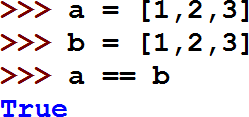 >>> a = [1,2,3]
>>> b = [1,2,3]
>>> a == b
True